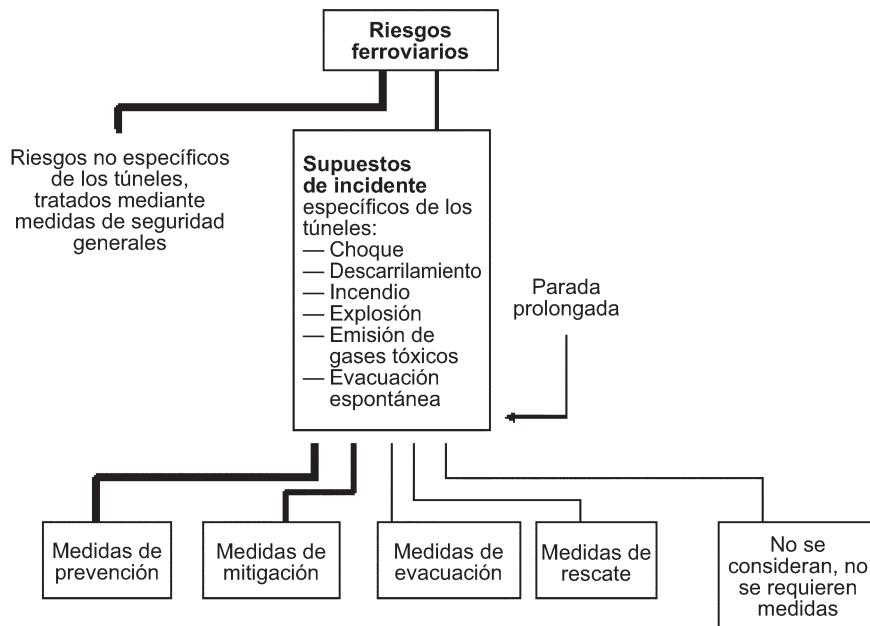 Riesgos
ferroviarios
Riesgos no específicos
de los túneles,
tratados mediante
medidas de seguridad
generales
Supuestos
de incidente
específicos de los
túneles:
— Choque
— Descarrilamiento
— Incendio
— Explosión
— Emisión de
gases tóxicos
— Evacuación
espontánea
Parada
prolongada
Medidas de
prevención
Medidas de
mitigación
Medidas de
evacuación
Medidas de
rescate
No se
consideran, no
se requieren
medidas